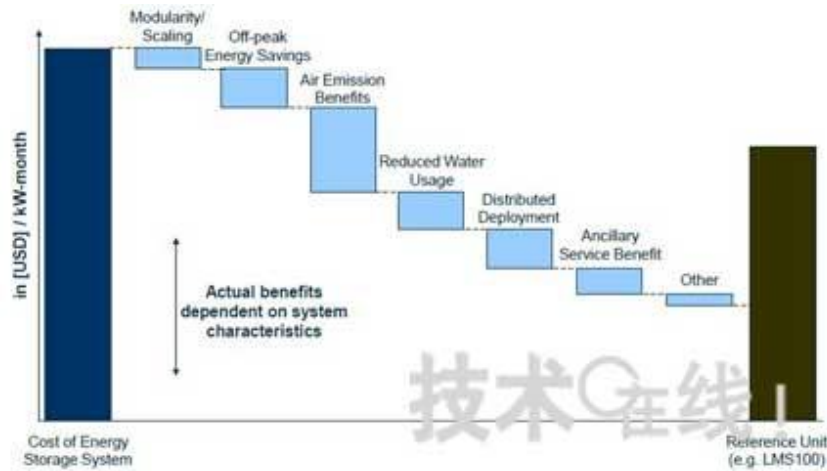 Modularity/
Scaling
Off-peak
Energy Savings
Air Emission
Benefits
Reduced Water
Usage
Distributed
Deployment
Ancillary
Service Benefit
Other
in [USD] / kW-month
Actual benefits
dependent on system
characteristics
技术在线!
Cost of Energy
Storage System
Reference Unit
(e.g. LMS100)